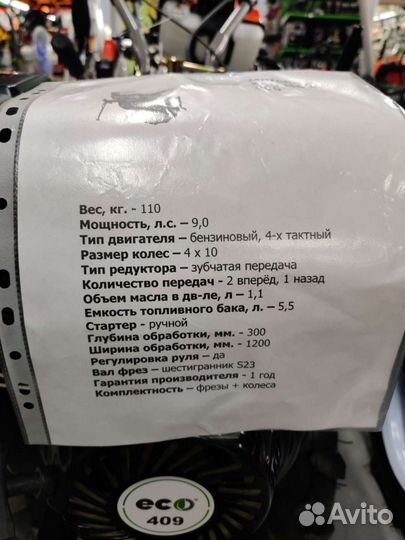 Вес, кг. - 110
Мощность, л.с. – 9,0
Тип двигателя – бензиновый, 4-х тактный
Размер колес – 4 х 10
Тип редуктора – зубчатая передача
Количество передач - 2 вперёд, 1 назад
Объем масла в дв-ле, л – 1,1
Емкость топливного бака, л. – 5,5
Стартер - ручной
Глубина обработки, мм. - 300
Ширина обработки, мм. - 1200
Регулировка руля – да
Вал фрез – шестигранник S23
Гарантия производителя - 1 год
Комплектность – фрезы + колеса
eco
409
Avito